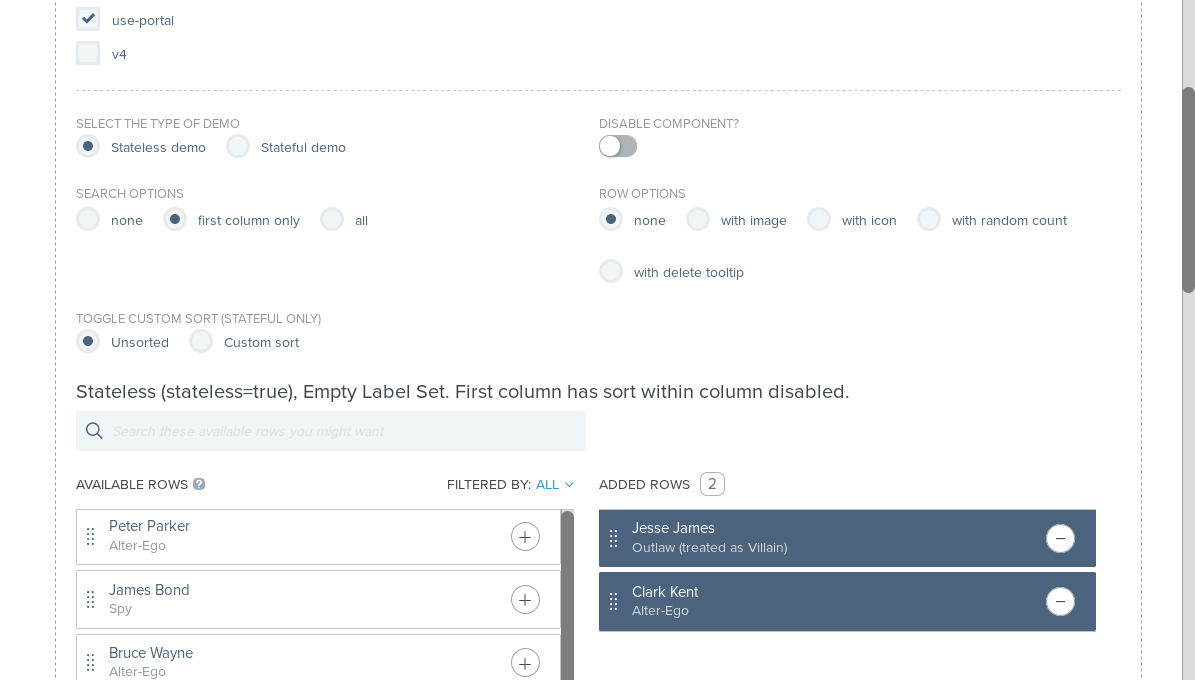 use-portal
v4
SELECT THE TYPE OF DEMO
Stateless demo Stateful demo
DISABLE COMPONENT?
SEARCH OPTIONS
none first column only all
ROW OPTIONS
none with image with icon with random count
with delete tooltip
TOGGLE CUSTOM SORT (STATEFUL ONLY)
Unsorted Custom sort
Stateless (stateless=true), Empty Label Set. First column has sort within column disabled.
Search these available rows you might want
AVAILABLE ROWS ? FILTERED BY: ALL
Peter Parker
Alter-Ego
James Bond
Spy
Bruce Wayne
Alter-Ego
ADDED ROWS 2
Jesse James
Outlaw (treated as Villain)
Clark Kent
Alter-Ego